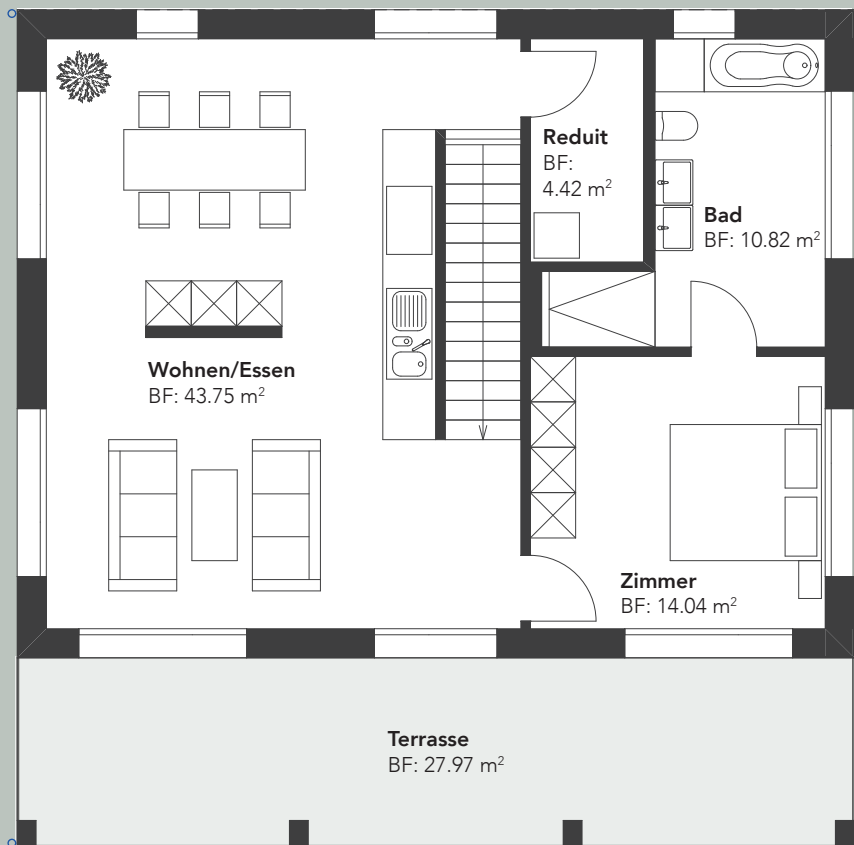 Reduit
BF:
4.42 m²
Bad
BF: 10.82 m²
Wohnen/Essen
BF: 43.75 m²
Zimmer
BF: 14.04 m²
Terrasse
BF: 27.97 m²